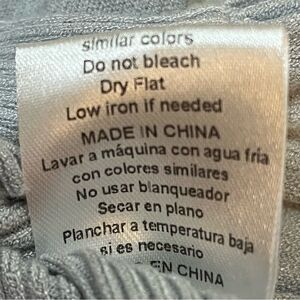 similar colors
Do not bleach
Dry Flat
Low iron if needed
MADE IN CHINA
Lavar a máquina con agua fria
con colores similares
No usar blanqueador
Secar en plano
Planchar a temperatura baja
si es necesario
EN CHINA